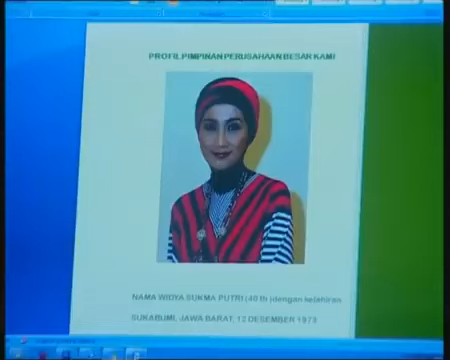 PROFIL PIMPINAN PERUSAHAAN BESAR KAMI
NAMA WIDYA SUKMA PUTRI (40 th )dengan kelahiran
SUKABUMI, JAWA BARAT, 12 DESEMBER 1973